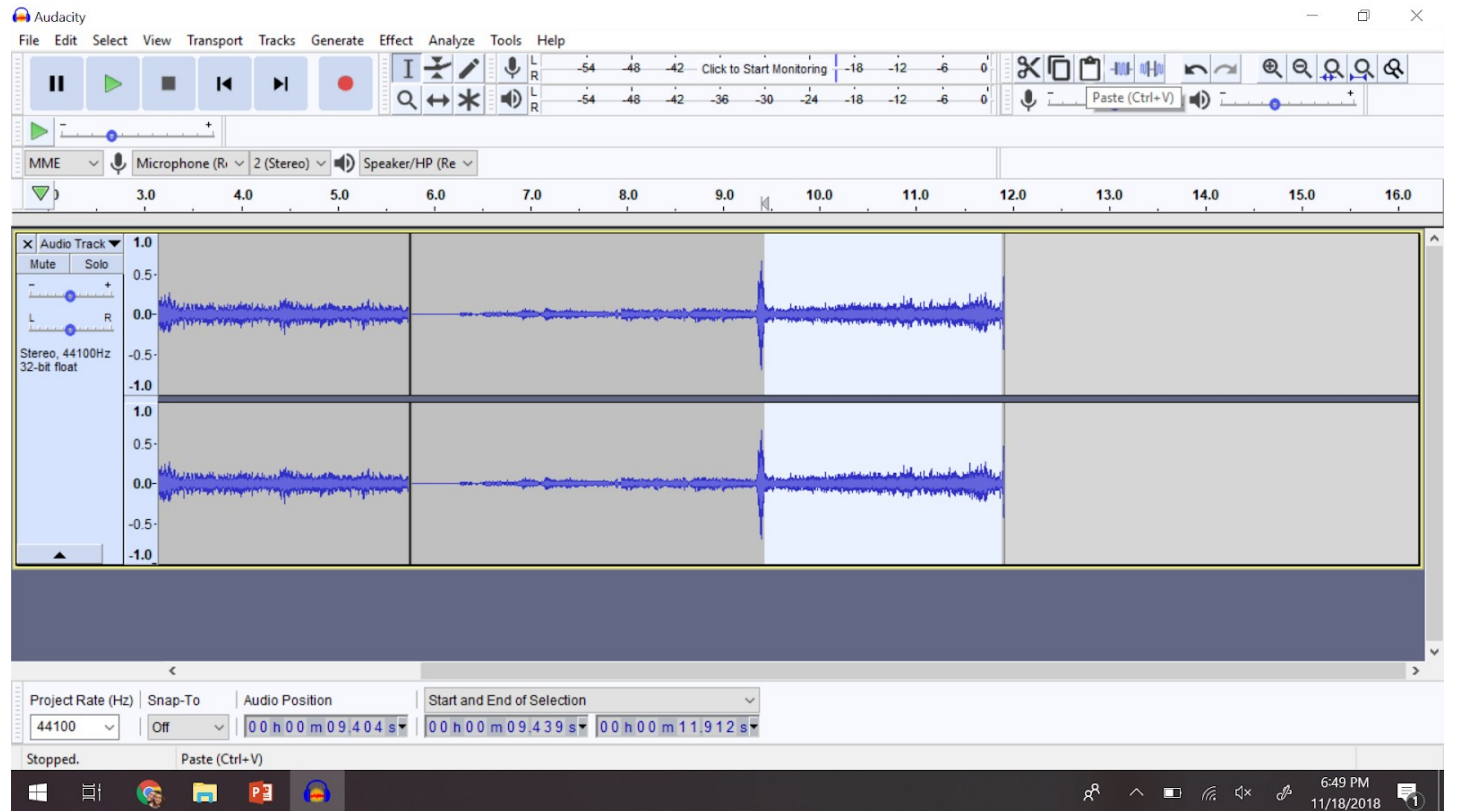 Audacity
File Edit Select View Transport Tracks Generate Effect Analyze Tools Help
L R -54 -48 -42 Click to Start Monitoring -18 -12 -6 0
L R -54 -48 -42 -36 -30 -24 -18 -12 -6 0
Paste (Ctrl+V)
- +
MME Microphone (R 2 (Stereo) Speaker/HP (Re
3.0 4.0 5.0 6.0 7.0 8.0 9.0 10.0 11.0 12.0 13.0 14.0 15.0 16.0
X Audio Track 1.0
Mute Solo
0.5-
- +
0.0-
L R
Stereo, 44100Hz
-0.5-
32-bit float
-1.0
1.0
0.5-
0.0-
-0.5-
-1.0
Project Rate (Hz) Snap-To Audio Position Start and End of Selection
44100 Off 00 h 00 m 09.404 s 00 h 00 m 09.439 s 00 h 00 m 11.912 s
Stopped. Paste (Ctrl+V)
6:49 PM
11/18/2018
1